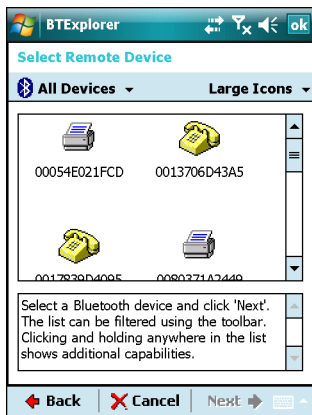 BTExplorer ok
Select Remote Device
All Devices Large Icons
00054E021FCD 0013706D43A5
0017839D4095 0080371A2449
Select a Bluetooth device and click 'Next'.
The list can be filtered using the toolbar.
Clicking and holding anywhere in the list
shows additional capabilities.
Back Cancel Next